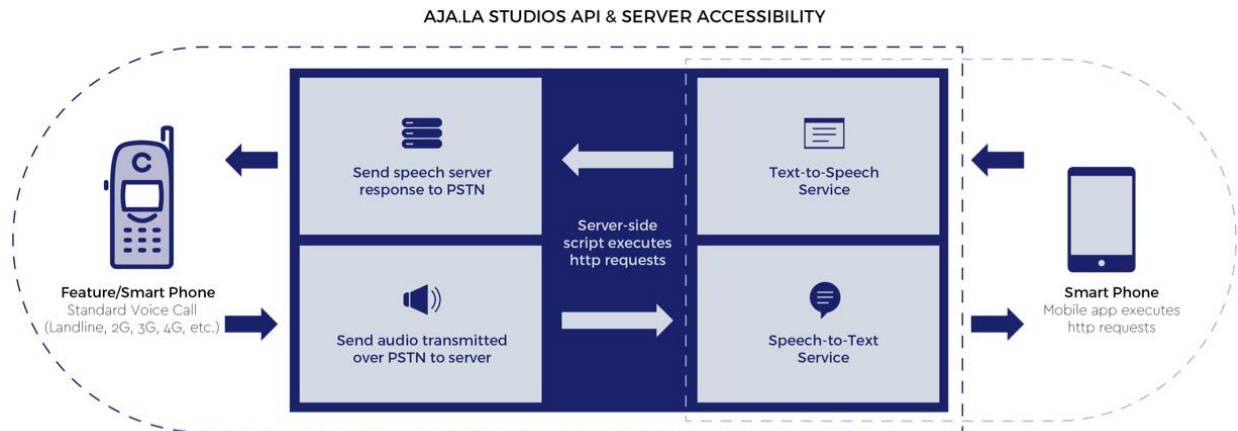 AJA.LA STUDIOS API & SERVER ACCESSIBILITY
Feature/Smart Phone
Standard Voice Call
(Landline, 2G, 3G, 4G, etc.)
Send speech server
response to PSTN
Send audio transmitted
over PSTN to server
Server-side
script executes
http requests
Text-to-Speech
Service
Speech-to-Text
Service
Smart Phone
Mobile app executes
http requests